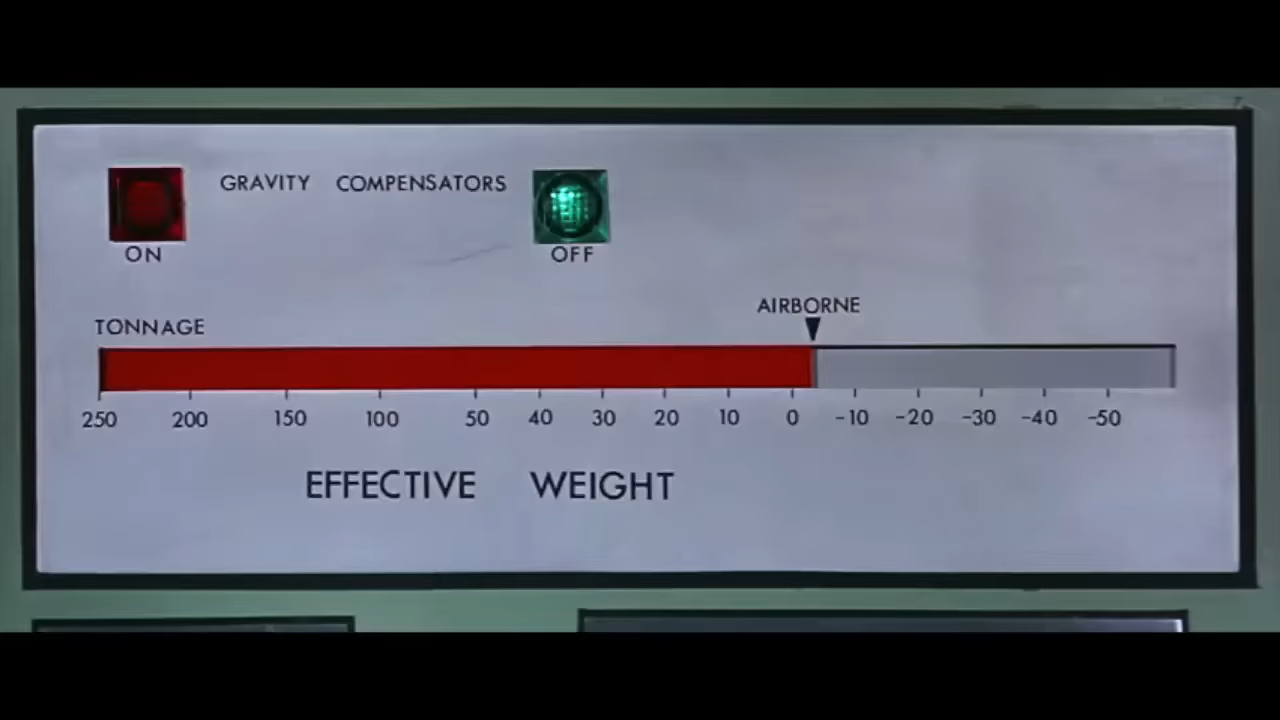 GRAVITY COMPENSATORS
ON OFF
AIRBORNE
TONNAGE
250 200 150 100 50 40 30 20 10 0 -10 -20 -30 -40 -50
EFFECTIVE WEIGHT